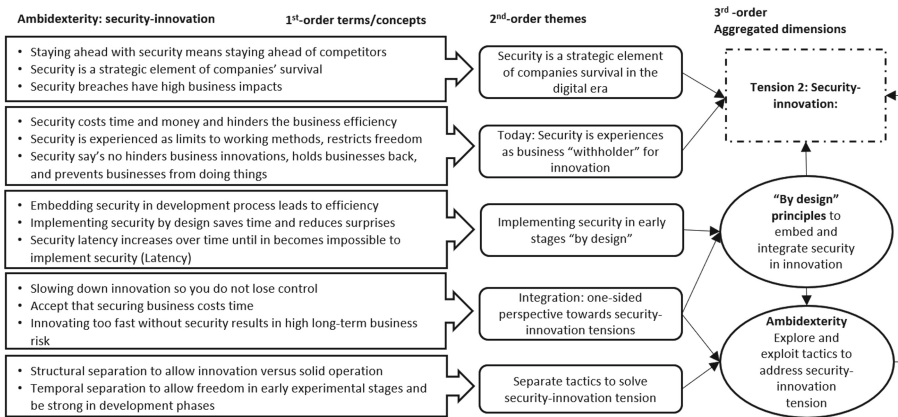 Ambidexterity: security-innovation
1st-order terms/concepts
2nd-order themes
3rd -order
Aggregated dimensions
• Staying ahead with security means staying ahead of competitors
• Security is a strategic element of companies' survival
• Security breaches have high business impacts
Security is a strategic element
of companies survival in the
digital era
Tension 2: Security-
innovation:
• Security costs time and money and hinders the business efficiency
• Security is experienced as limits to working methods, restricts freedom
• Security say's no hinders business innovations, holds businesses back,
and prevents businesses from doing things
Today: Security is experiences
as business "withholder" for
innovation
• Embedding security in development process leads to efficiency
• Implementing security by design saves time and reduces surprises
• Security latency increases over time until in becomes impossible to
implement security (Latency)
Implementing security in early
stages "by design"
"By design"
principles to
embed and
integrate security
in innovation
• Slowing down innovation so you do not lose control
• Accept that securing business costs time
• Innovating too fast without security results in high long-term business
risk
Integration: one-sided
perspective towards security-
innovation tensions
Ambidexterity
Explore and
exploit tactics to
address security-
innovation
tension
• Structural separation to allow innovation versus solid operation
• Temporal separation to allow freedom in early experimental stages and
be strong in development phases
Separate tactics to solve
security-innovation tension